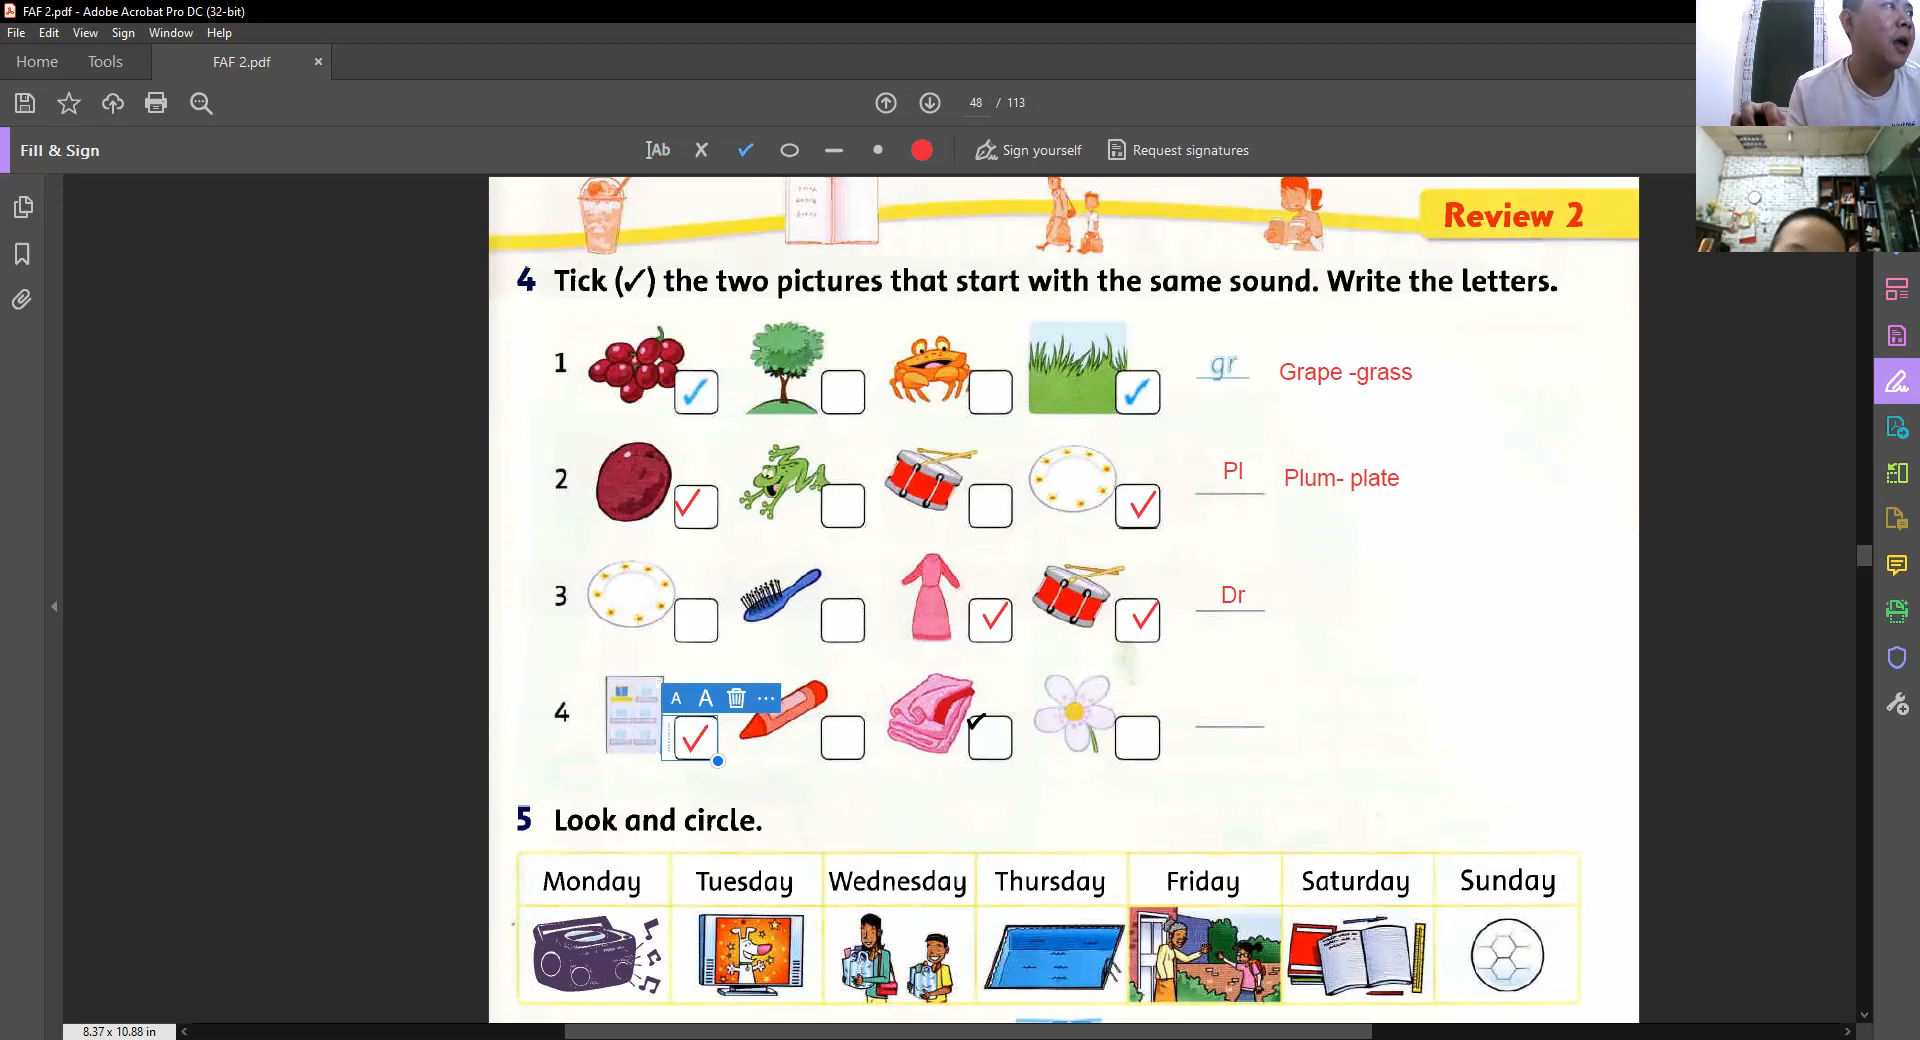 FAF 2.pdf - Adobe Acrobat Pro DC (32-bit)
File Edit View Sign Window Help
Home Tools FAF 2.pdf ×
48 / 113
Fill & Sign
Ab Sign yourself Request signatures
Review 2
4 Tick (✓) the two pictures that start with the same sound. Write the letters.
1 gr Grape -grass
2 Pl Plum- plate
3 Dr
A A ...
4
5 Look and circle.
Monday Tuesday Wednesday Thursday Friday Saturday Sunday
8.37 x 10.88 in